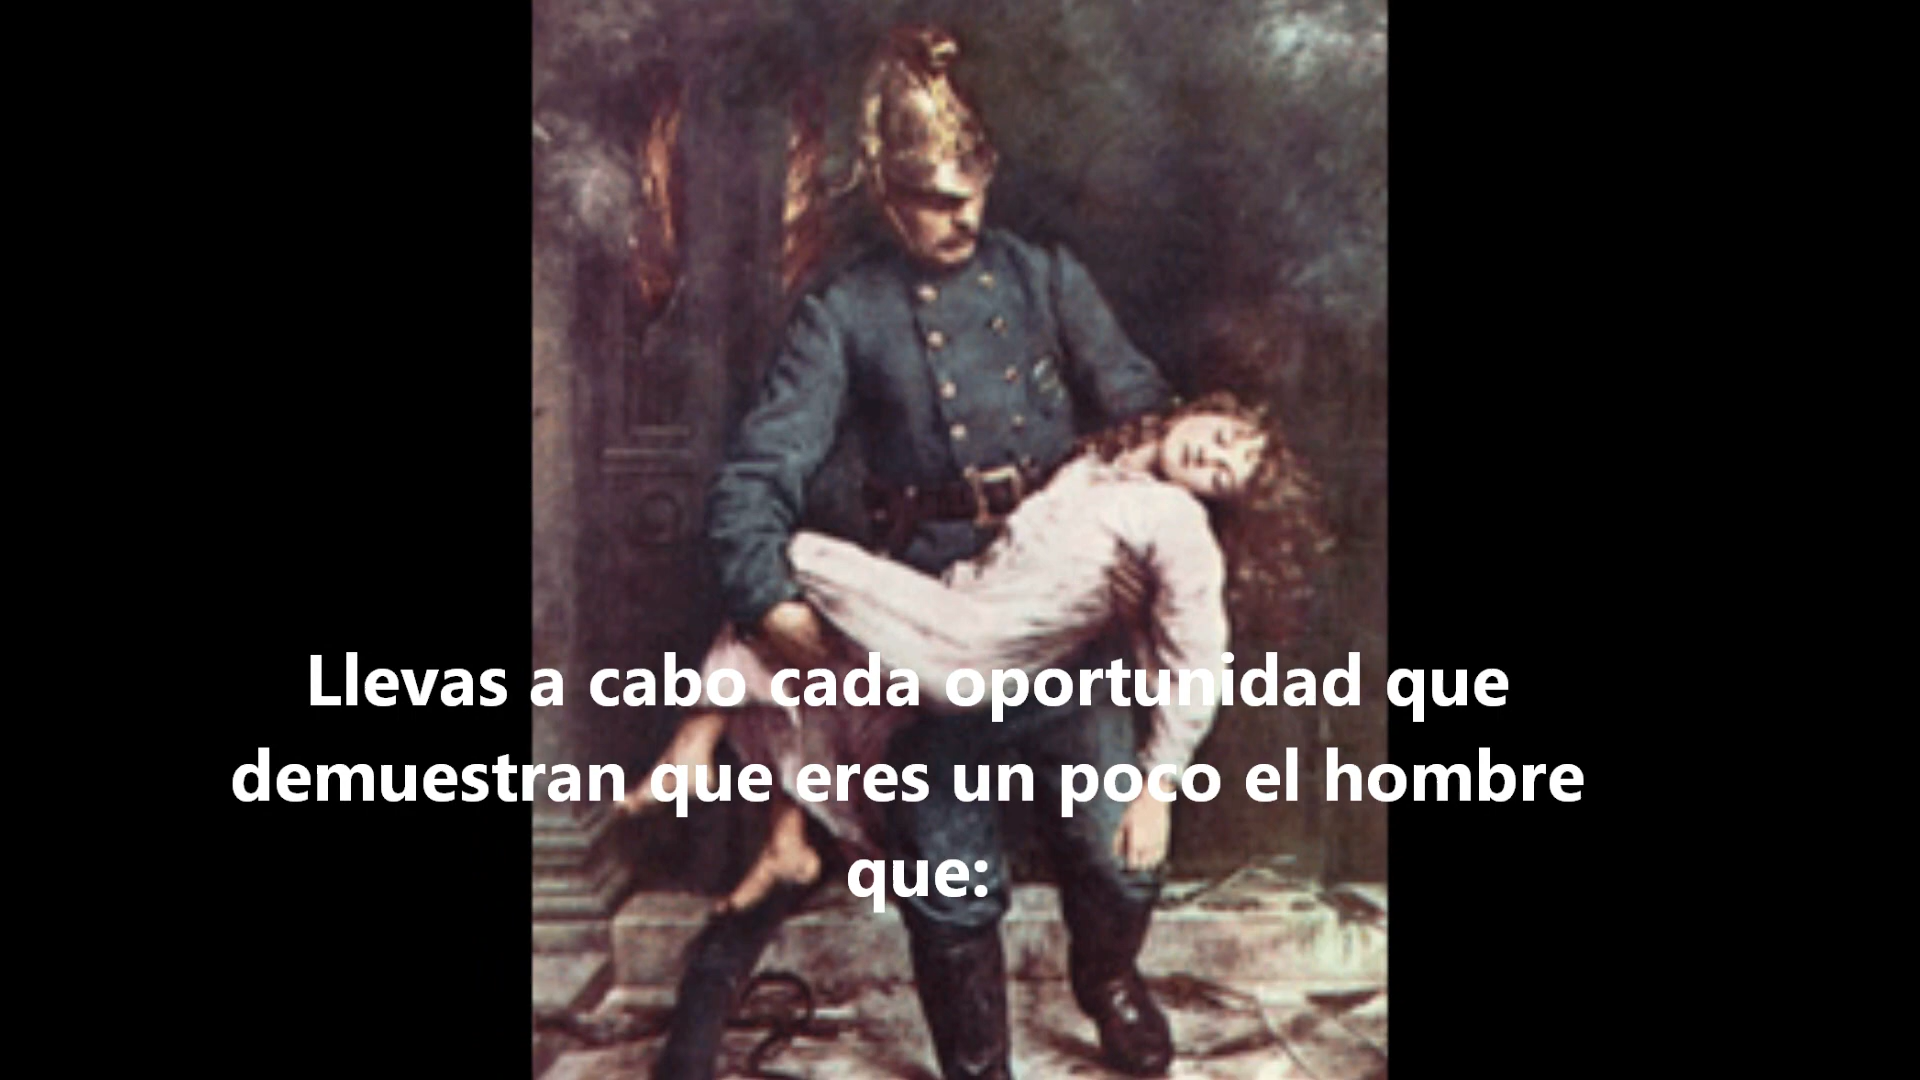 Llevas a cabo cada oportunidad que
demuestran que eres un poco el hombre
que: